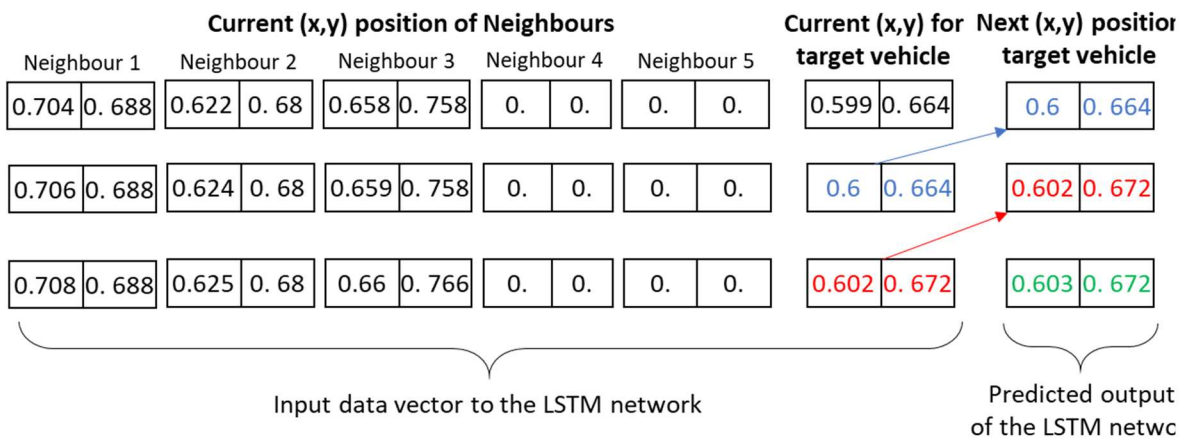 Current (x,y) position of Neighbours
Current (x,y) for
target vehicle
Next (x,y) position
target vehicle
Neighbour 1 Neighbour 2 Neighbour 3 Neighbour 4 Neighbour 5
0.704 0. 688 0.622 0. 68 0.658 0. 758 0. 0. 0. 0. 0.599 0. 664 0.6 0. 664
0.706 0. 688 0.624 0. 68 0.659 0. 758 0. 0. 0. 0. 0.6 0. 664 0.602 0. 672
0.708 0. 688 0.625 0. 68 0.66 0. 766 0. 0. 0. 0. 0.602 0. 672 0.603 0. 672
Input data vector to the LSTM network
Predicted output
of the LSTM netwo